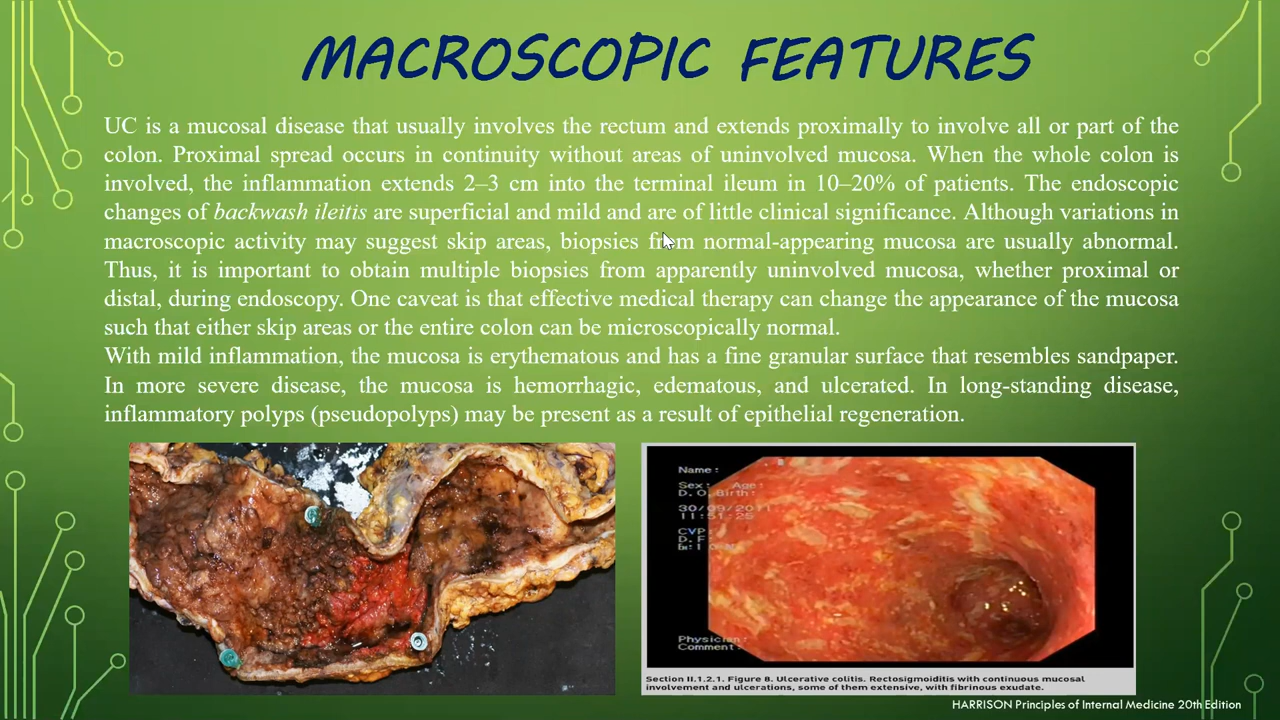 MACROSCOPIC FEATURES
UC is a mucosal disease that usually involves the rectum and extends proximally to involve all or part of the
colon. Proximal spread occurs in continuity without areas of uninvolved mucosa. When the whole colon is
involved, the inflammation extends 2–3 cm into the terminal ileum in 10–20% of patients. The endoscopic
changes of backwash ileitis are superficial and mild and are of little clinical significance. Although variations in
macroscopic activity may suggest skip areas, biopsies from normal-appearing mucosa are usually abnormal.
Thus, it is important to obtain multiple biopsies from apparently uninvolved mucosa, whether proximal or
distal, during endoscopy. One caveat is that effective medical therapy can change the appearance of the mucosa
such that either skip areas or the entire colon can be microscopically normal.
With mild inflammation, the mucosa is erythematous and has a fine granular surface that resembles sandpaper.
In more severe disease, the mucosa is hemorrhagic, edematous, and ulcerated. In long-standing disease,
inflammatory polyps (pseudopolyps) may be present as a result of epithelial regeneration.
Name:
Sex: Age:
D.O.Birth:
11:51:25
Physician:
Comment:
Section II.1.2.1. Figure 8. Ulcerative colitis. Rectosigmoiditis with continuous mucosal
involvement and ulcerations, some of them extensive, with fibrinous exudate.
HARRISON Principles of Internal Medicine 20th Edition